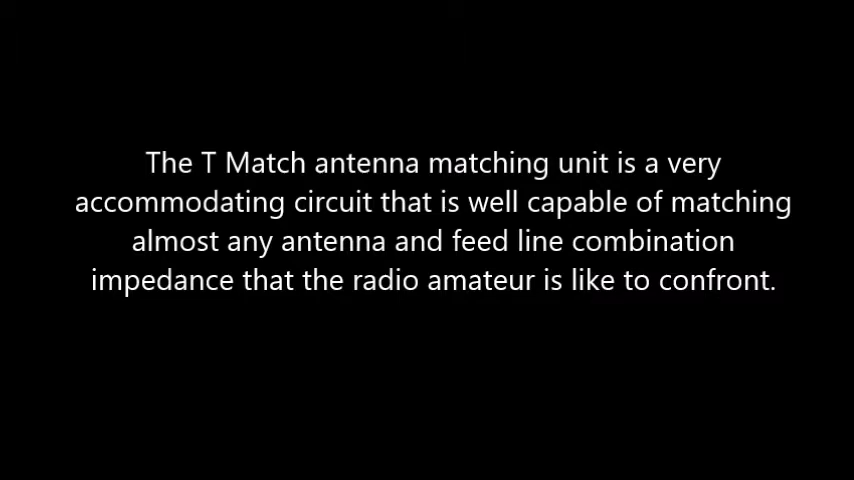 The T Match antenna matching unit is a very
accommodating circuit that is well capable of matching
almost any antenna and feed line combination
impedance that the radio amateur is like to confront.